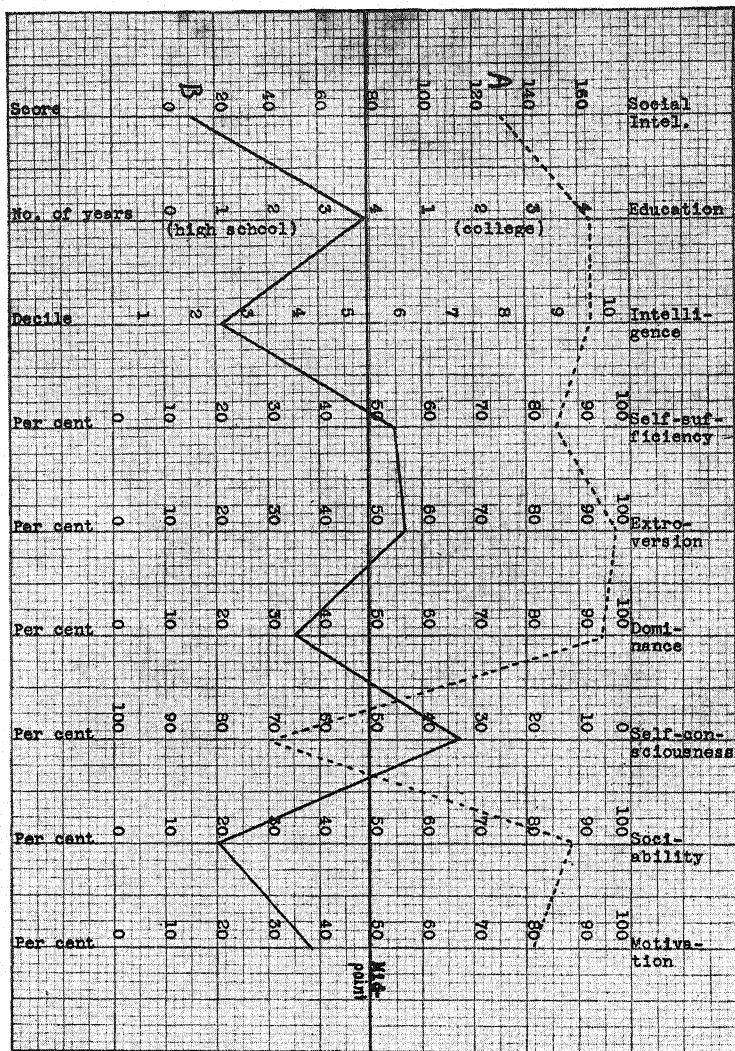 B A
Score 0 20 40 60 80 100 120 140 160 Social
Intel.
No. of years 0 1 2 3 4 1 2 3 4 Education
(high school) (college)
Decile 1 2 3 4 5 6 7 8 9 10 Intelli-
gence
Per cent 0 10 20 30 40 50 60 70 80 90 100 Self-suf-
ficiency
Per cent 0 10 20 30 40 50 60 70 80 90 100 Extro-
version
Per cent 0 10 20 30 40 50 60 70 80 90 100 Domi-
nance
Per cent 100 90 80 70 60 50 30 20 10 0 Self-con-
sciousness
Per cent 0 10 20 30 40 50 60 70 80 90 100 Soci-
ability
Per cent 0 10 20 30 40 50 60 70 80 90 100 Motiva-
tion
Mid-
point